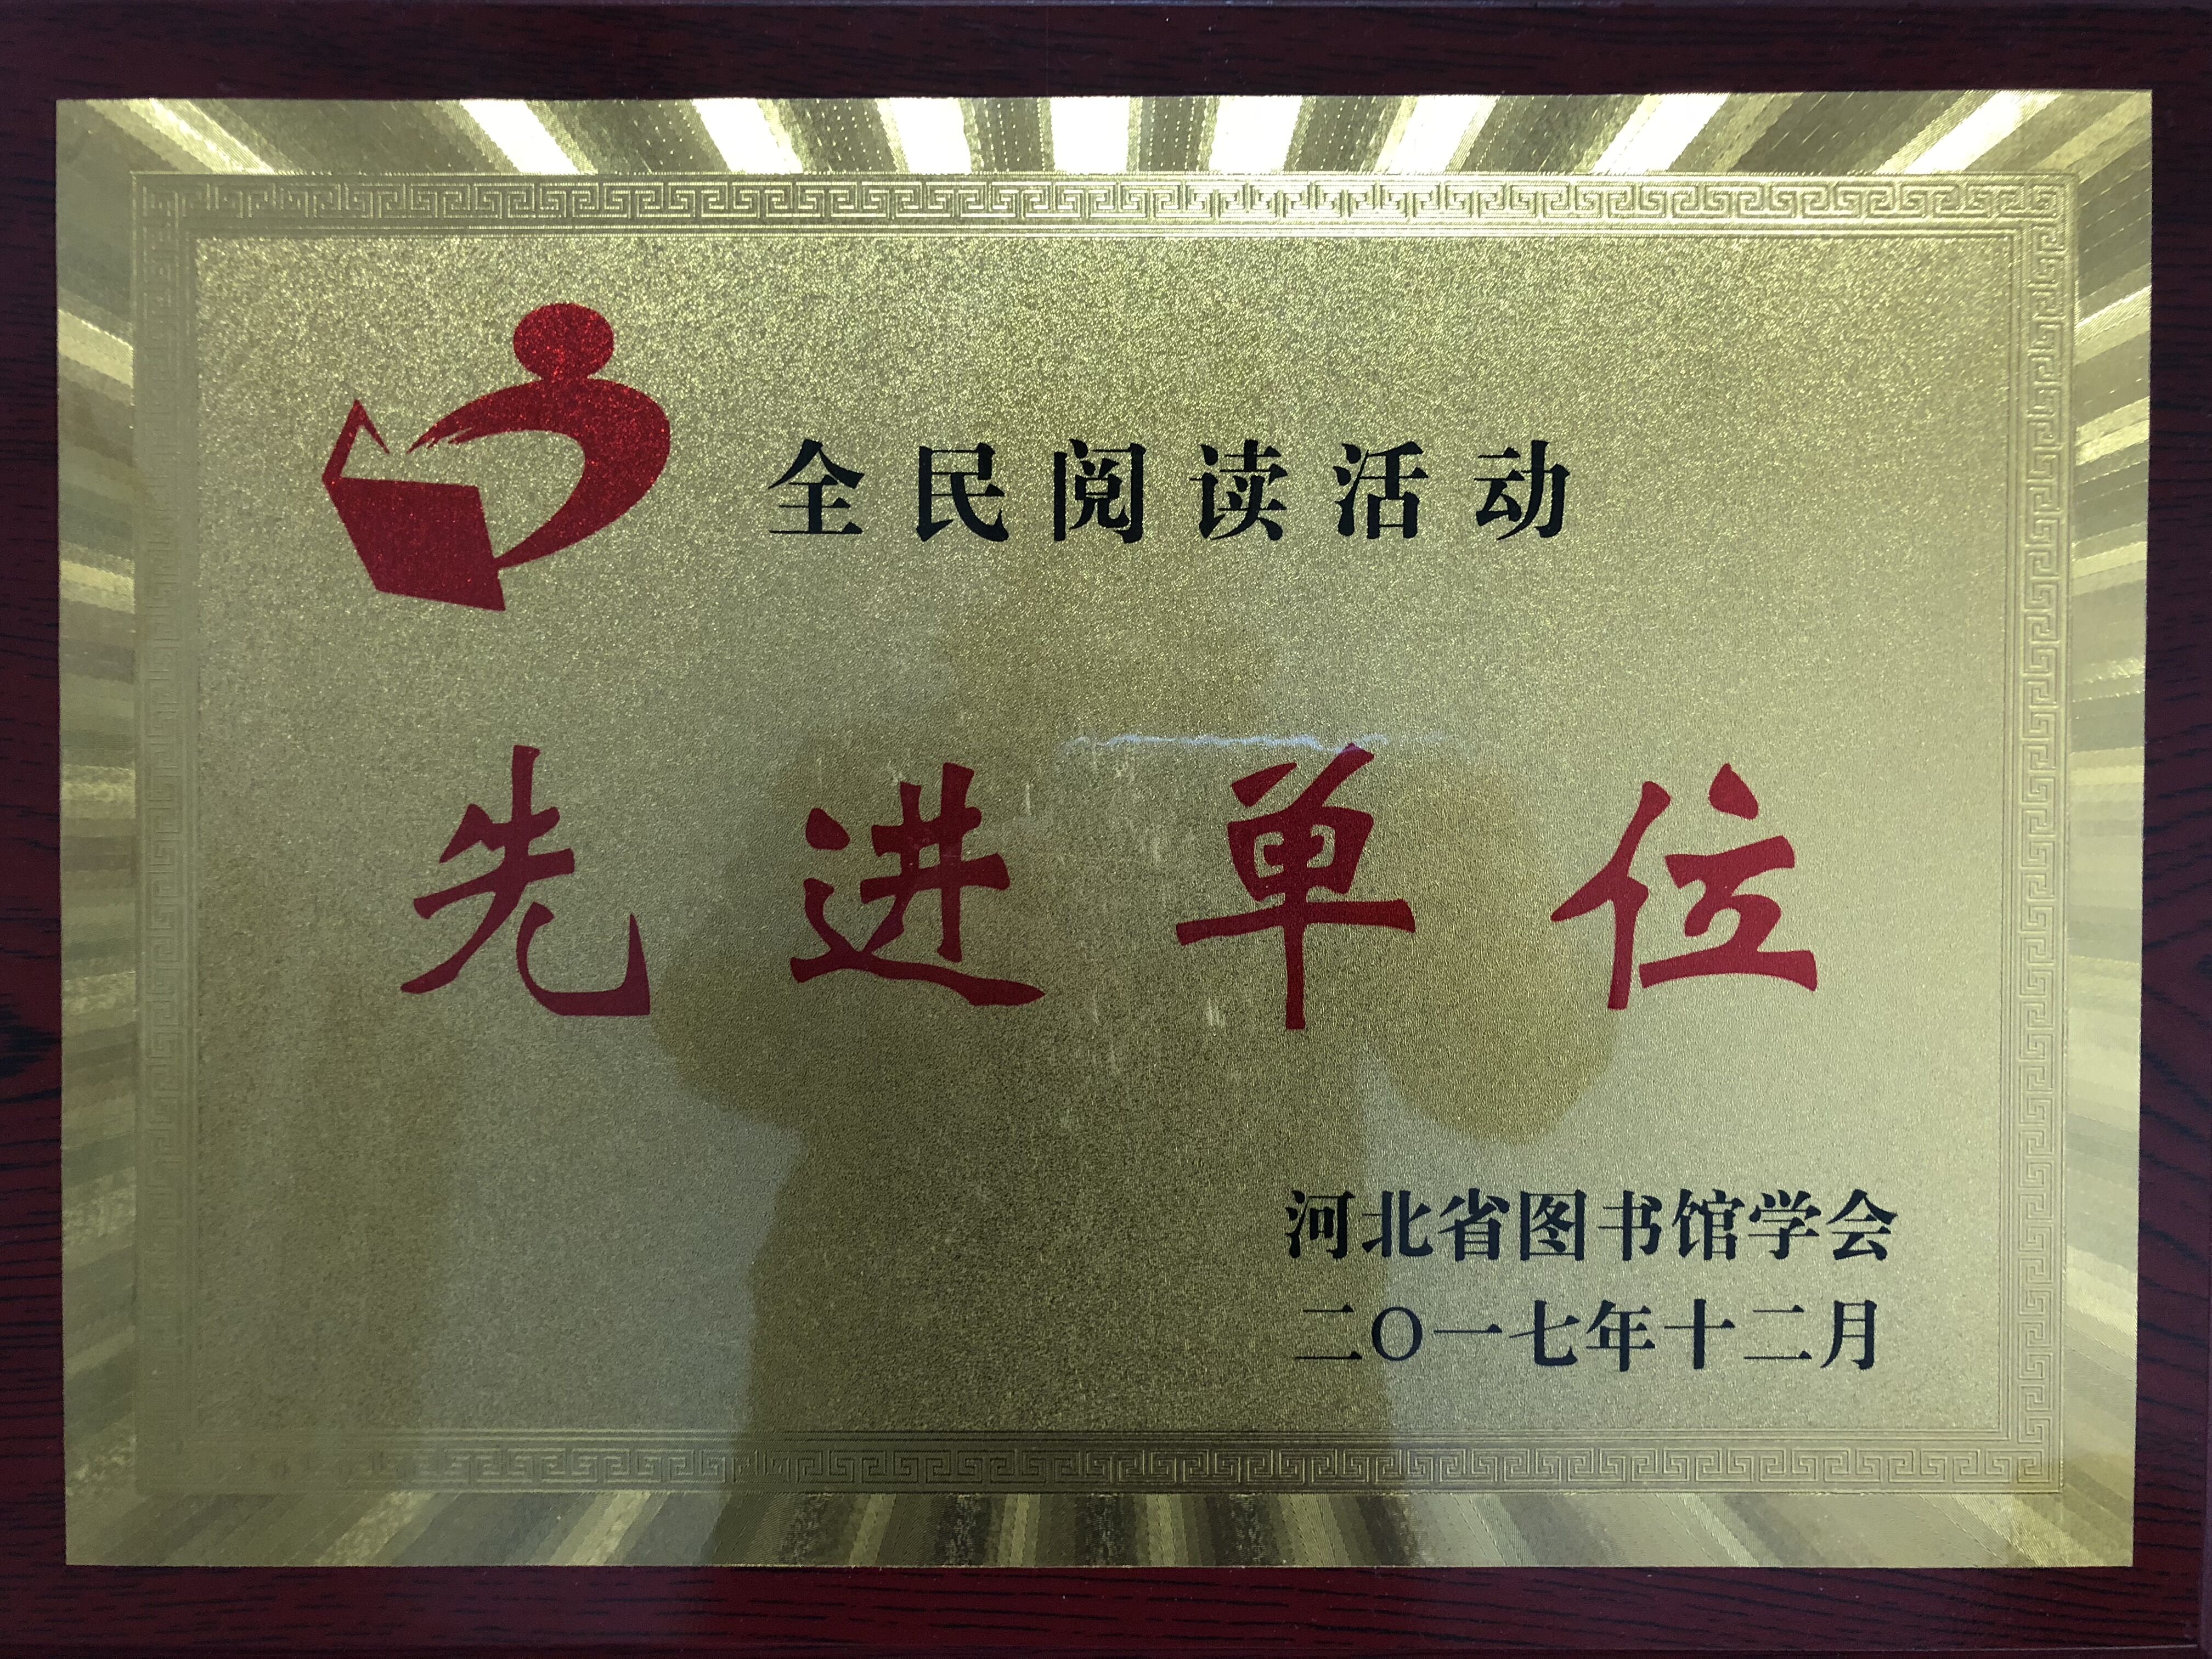 全民阅读活动
先进单位
河北省图书馆学会
二〇一七年十二月